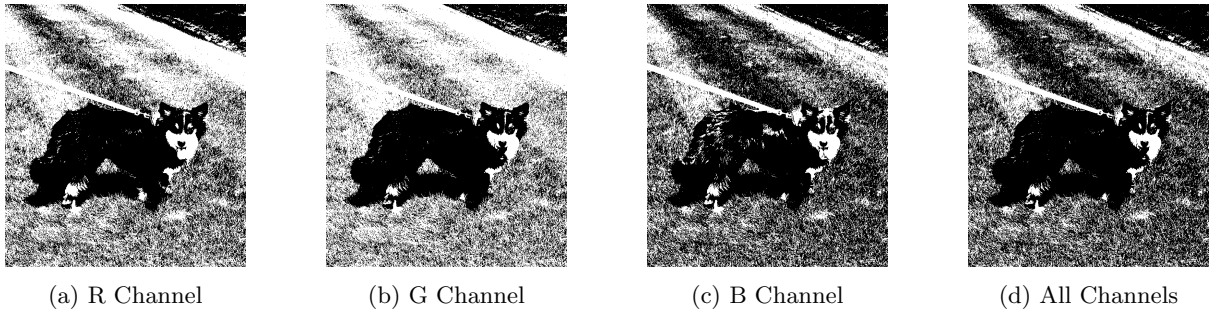 (a) R Channel
(b) G Channel
(c) B Channel
(d) All Channels